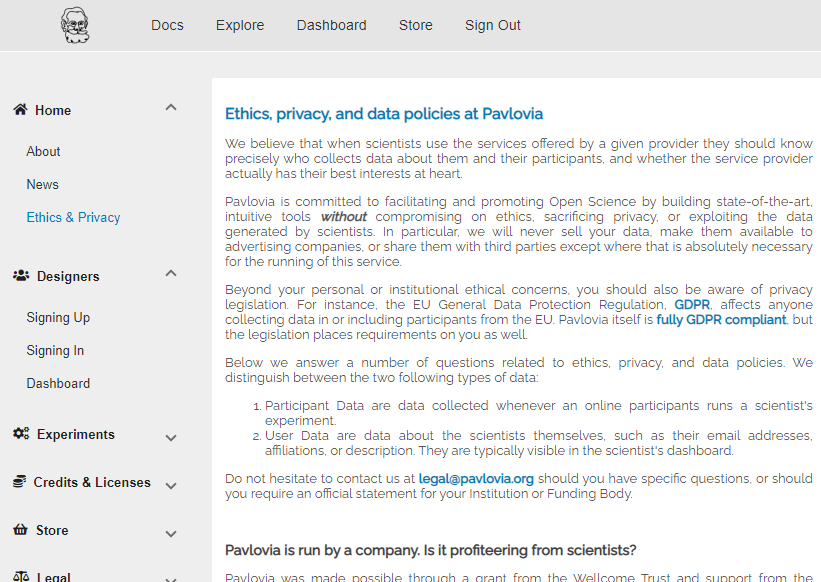 Docs Explore Dashboard Store Sign Out
Home
About
News
Ethics & Privacy
Designers
Signing Up
Signing In
Dashboard
Experiments
Credits & Licenses
Store
Legal
Ethics, privacy, and data policies at Pavlovia
We believe that when scientists use the services offered by a given provider they should know
precisely who collects data about them and their participants, and whether the service provider
actually has their best interests at heart.
Pavlovia is committed to facilitating and promoting Open Science by building state-of-the-art,
intuitive tools without compromising on ethics, sacrificing privacy, or exploiting the data
generated by scientists. In particular, we will never sell your data, make them available to
advertising companies, or share them with third parties except where that is absolutely necessary
for the running of this service.
Beyond your personal or institutional ethical concerns, you should also be aware of privacy
legislation. For instance, the EU General Data Protection Regulation, GDPR, affects anyone
collecting data in or including participants from the EU. Pavlovia itself is fully GDPR compliant, but
the legislation places requirements on you as well.
Below we answer a number of questions related to ethics, privacy, and data policies. We
distinguish between the two following types of data:
1. Participant Data are data collected whenever an online participants runs a scientist's
experiment.
2. User Data are data about the scientists themselves, such as their email addresses,
affiliations, or description. They are typically visible in the scientist's dashboard.
Do not hesitate to contact us at legal@pavlovia.org should you have specific questions, or should
you require an official statement for your Institution or Funding Body.
Pavlovia is run by a company. Is it profiteering from scientists?
Pavlovia was made possible through a grant from the Wellcome Trust and support from the